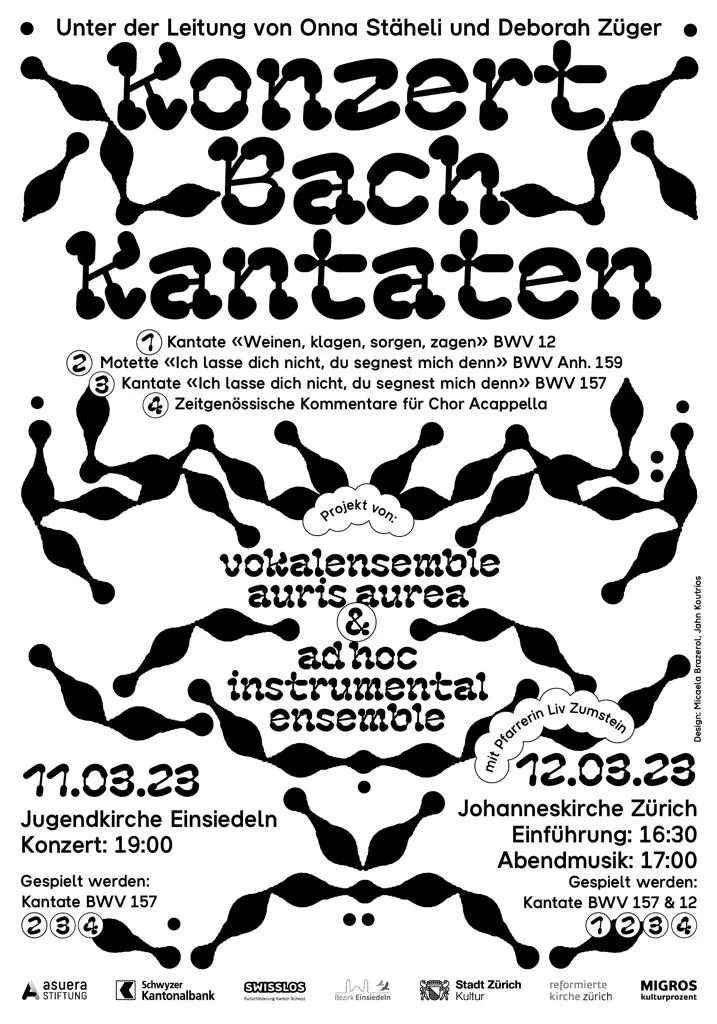 Unter der Leitung von Onna Stäheli und Deborah Züger
Konzert
Bach
Kantaten
1 Kantate «Weinen, klagen, sorgen, zagen» BWV 12
2 Motette «Ich lasse dich nicht, du segnest mich denn» BWV Anh. 159
3 Kantate «Ich lasse dich nicht, du segnest mich denn» BWV 157
4 Zeitgenössische Kommentare für Chor Acappella
Projekt von:
vokalensemble
auris aurea
&
ad hoc
instrumental
ensemble
Design: Micaela Brazerol, Jahn Koutrios
mit Pfarrerin Liv Zumstein
11.03.23
Jugendkirche Einsiedeln
Konzert: 19:00
Gespielt werden:
Kantate BWV 157
2 3 4
12.03.23
Johanneskirche Zürich
Einführung: 16:30
Abendmusik: 17:00
Gespielt werden:
Kantate BWV 157 & 12
1 2 3 4
asuera
STIFTUNG
Schwyzer
Kantonalbank
SWISSLOS
Kulturförderung Kanton Schwyz
Bezirk Einsiedeln
Stadt Zürich
Kultur
reformierte
kirche zürich
MIGROS
kulturprozent